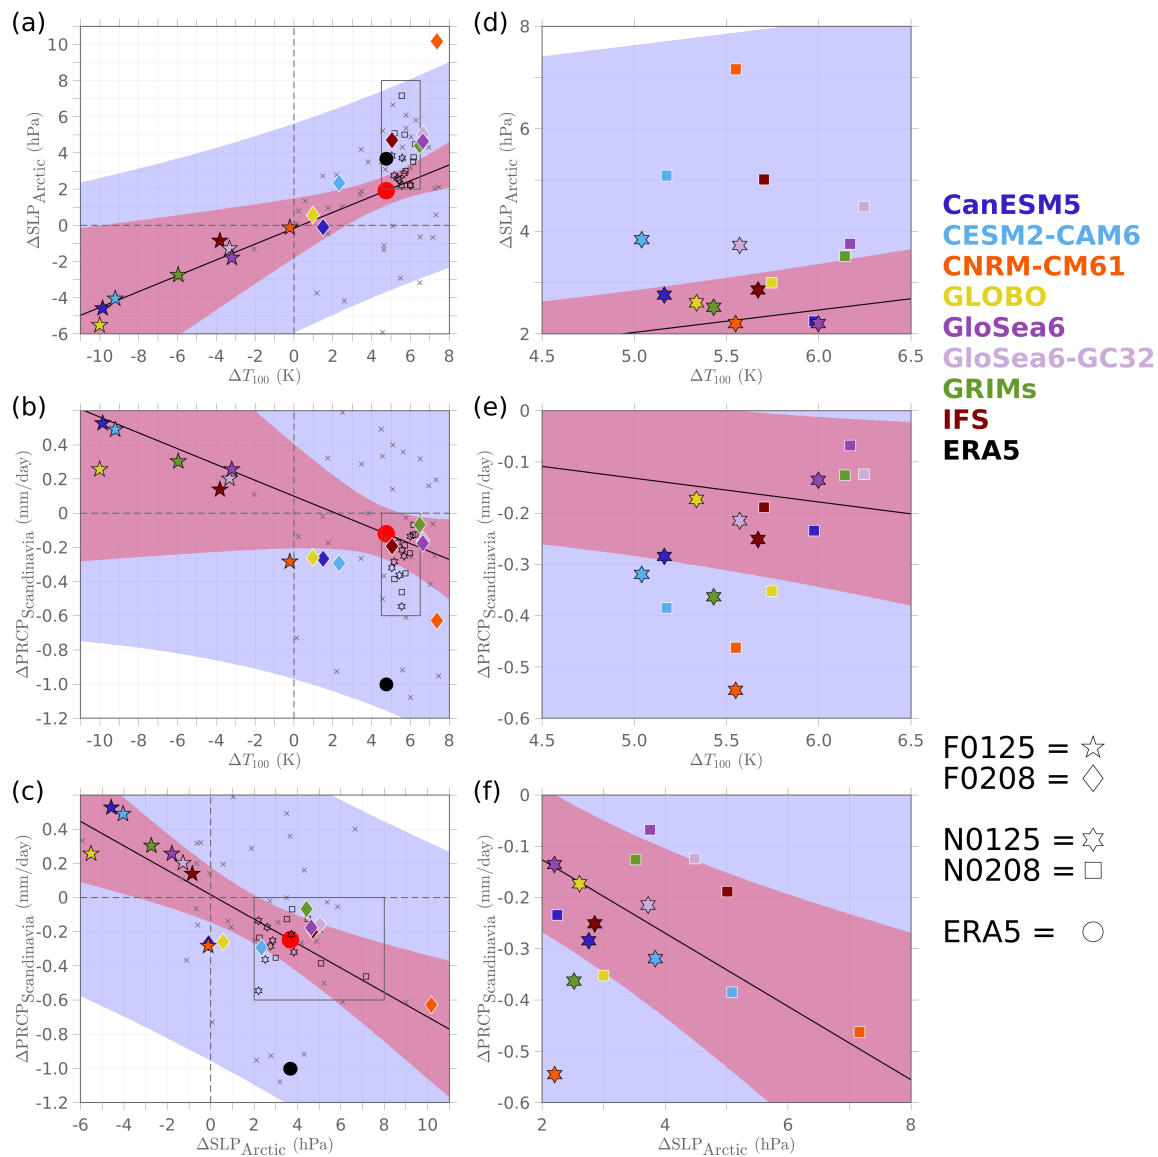 (a)
10
8
6
4
2
0
-2
-4
-6
ΔSLP_Arctic (hPa)
-10 -8 -6 -4 -2 0 2 4 6 8
ΔT_100 (K)
(d)
8
6
4
2
ΔSLP_Arctic (hPa)
4.5 5.0 5.5 6.0 6.5
ΔT_100 (K)
(b)
0.4
0.2
0
-0.2
-0.4
-0.6
-0.8
-1.0
-1.2
ΔPRCP_Scandinavia (mm/day)
-10 -8 -6 -4 -2 0 2 4 6 8
ΔT_100 (K)
(e)
0
-0.1
-0.2
-0.3
-0.4
-0.5
-0.6
ΔPRCP_Scandinavia (mm/day)
4.5 5.0 5.5 6.0 6.5
ΔT_100 (K)
(c)
0.4
0.2
0
-0.2
-0.4
-0.6
-0.8
-1.0
-1.2
ΔPRCP_Scandinavia (mm/day)
-6 -4 -2 0 2 4 6 8 10
ΔSLP_Arctic (hPa)
(f)
0
-0.1
-0.2
-0.3
-0.4
-0.5
-0.6
ΔPRCP_Scandinavia (mm/day)
2 4 6 8
ΔSLP_Arctic (hPa)
CanESM5
CESM2-CAM6
CNRM-CM61
GLOBO
GloSea6
GloSea6-GC32
GRIMs
IFS
ERA5
F0125 = ☆
F0208 = ◇
N0125 = ✡
N0208 = □
ERA5 = ○